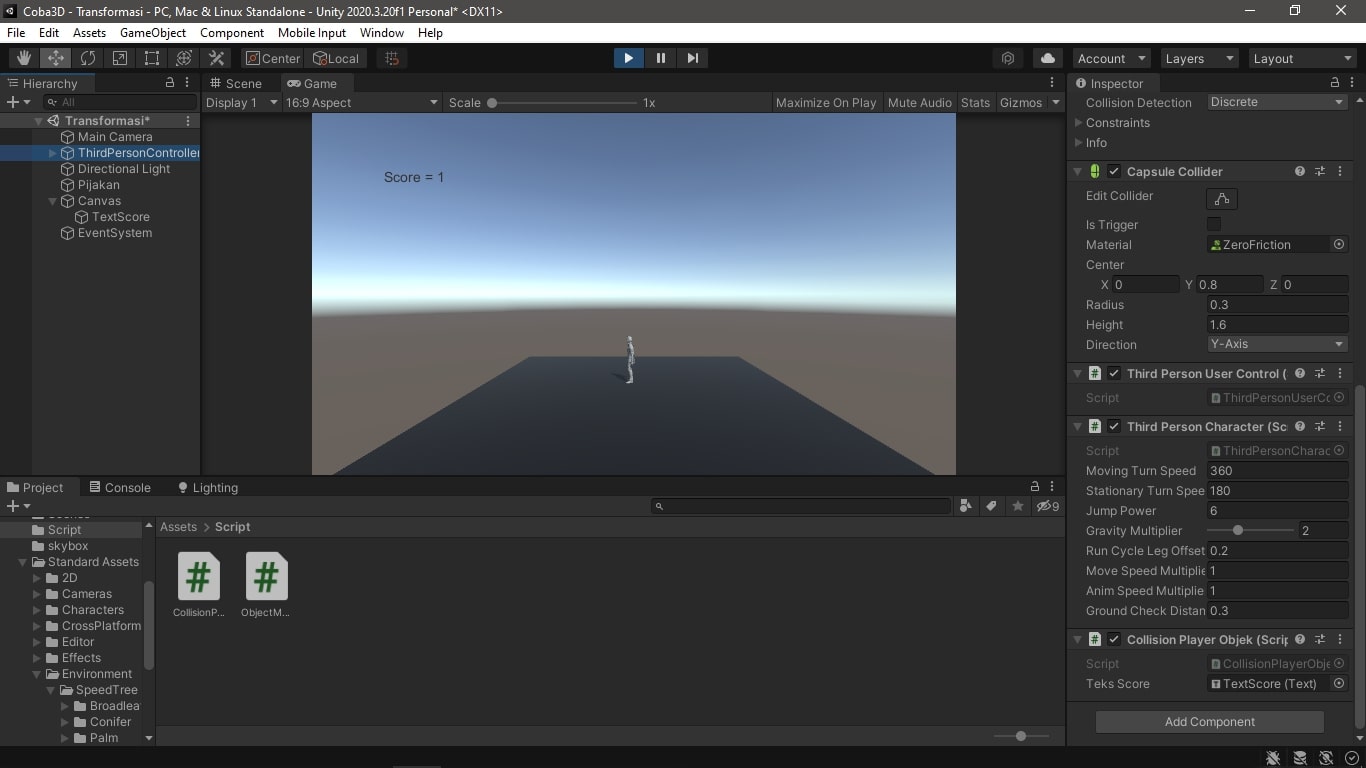 Coba3D - Transformasi - PC, Mac & Linux Standalone - Unity 2020.3.20f1 Personal* <DX11>
File Edit Assets GameObject Component Mobile Input Window Help
Center Local Account Layers Layout
Hierarchy
All
Transformasi*
Main Camera
ThirdPersonController
Directional Light
Pijakan
Canvas
TextScore
EventSystem
Scene Game
Display 1 16:9 Aspect Scale 1x Maximize On Play Mute Audio Stats Gizmos
Score = 1
Inspector
Collision Detection Discrete
Constraints
Info
Capsule Collider
Edit Collider
Is Trigger
Material ZeroFriction
Center
X 0 Y 0.8 Z 0
Radius 0.3
Height 1.6
Direction Y-Axis
Third Person User Control (
Script ThirdPersonUserCo
Third Person Character (Sc
Script ThirdPersonCharac
Moving Turn Speed 360
Stationary Turn Spee 180
Jump Power 6
Gravity Multiplier 2
Run Cycle Leg Offset 0.2
Move Speed Multiplie 1
Anim Speed Multiplie 1
Ground Check Distan 0.3
Collision Player Objek (Scrip
Script CollisionPlayerObje
Teks Score TextScore (Text)
Add Component
Project Console Lighting
9
Script
skybox
Standard Assets
2D
Cameras
Characters
CrossPlatform
Editor
Effects
Environment
SpeedTree
Broadlea
Conifer
Palm
Assets > Script
CollisionP... ObjectM...